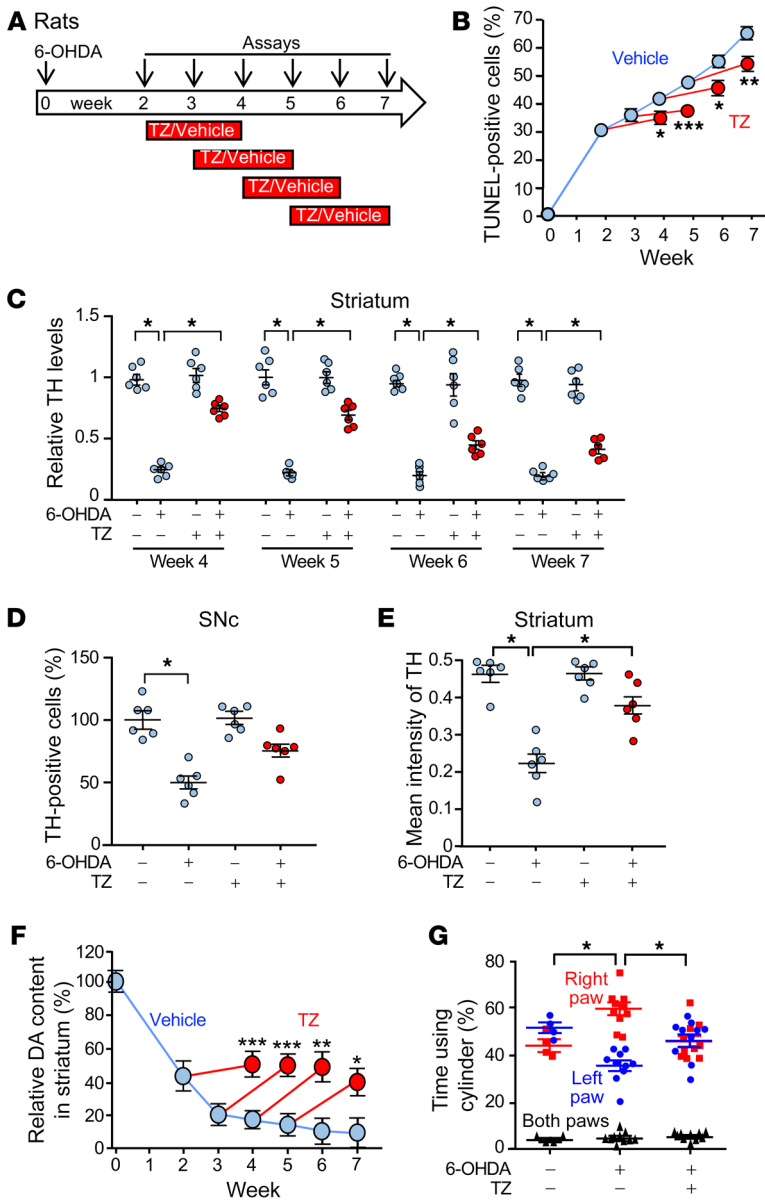 A Rats
6-OHDA
Assays
0 week 2 3 4 5 6 7
TZ/Vehicle
TZ/Vehicle
TZ/Vehicle
TZ/Vehicle
B
TUNEL-positive cells (%)
70
60
50
40
30
20
10
0
Vehicle
TZ
* *** * **
0 1 2 3 4 5 6 7
Week
C
Striatum
Relative TH levels
1.5
1
0.5
0
* * * * * * * *
6-OHDA – + – + – + – + – + – + – + – +
TZ – – + + – – + + – – + + – – + +
Week 4 Week 5 Week 6 Week 7
D
SNc
TH-positive cells (%)
150
100
50
0
*
6-OHDA – + – +
TZ – – + +
E
Striatum
Mean intensity of TH
0.5
0.4
0.3
0.2
0.1
0
* *
6-OHDA – + – +
TZ – – + +
F
Relative DA content
in striatum (%)
120
100
80
60
40
20
0
Vehicle
TZ
*** *** ** *
0 1 2 3 4 5 6 7
Week
G
Time using
cylinder (%)
80
60
40
20
0
* *
Right
paw
Left
paw
Both paws
6-OHDA – + +
TZ – – +